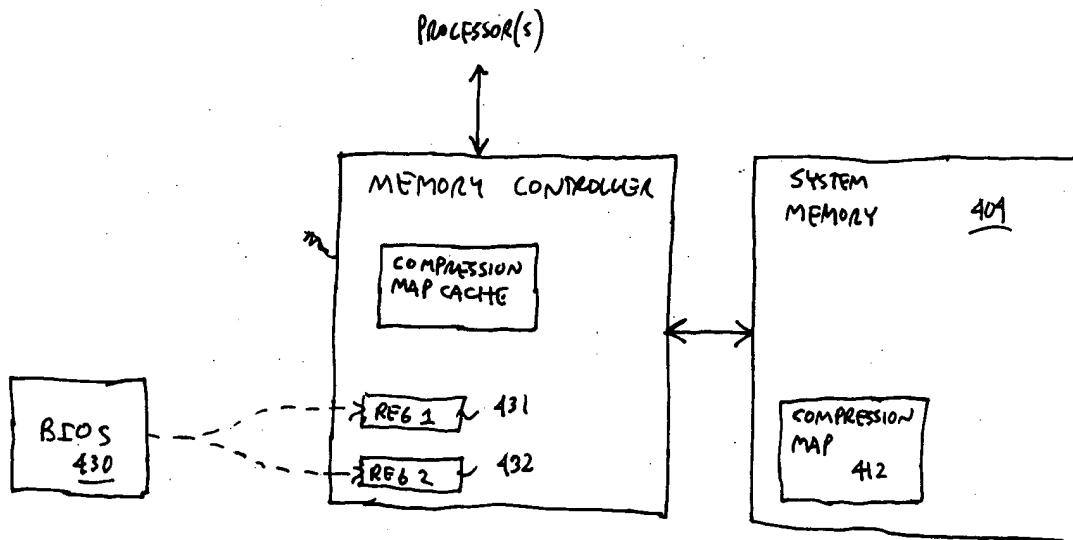 PROCESSOR(S)
MEMORY CONTROLLER
COMPRESSION
MAP CACHE
REG 1
431
REG 2
432
BIOS
430
SYSTEM
MEMORY
404
COMPRESSION
MAP
412